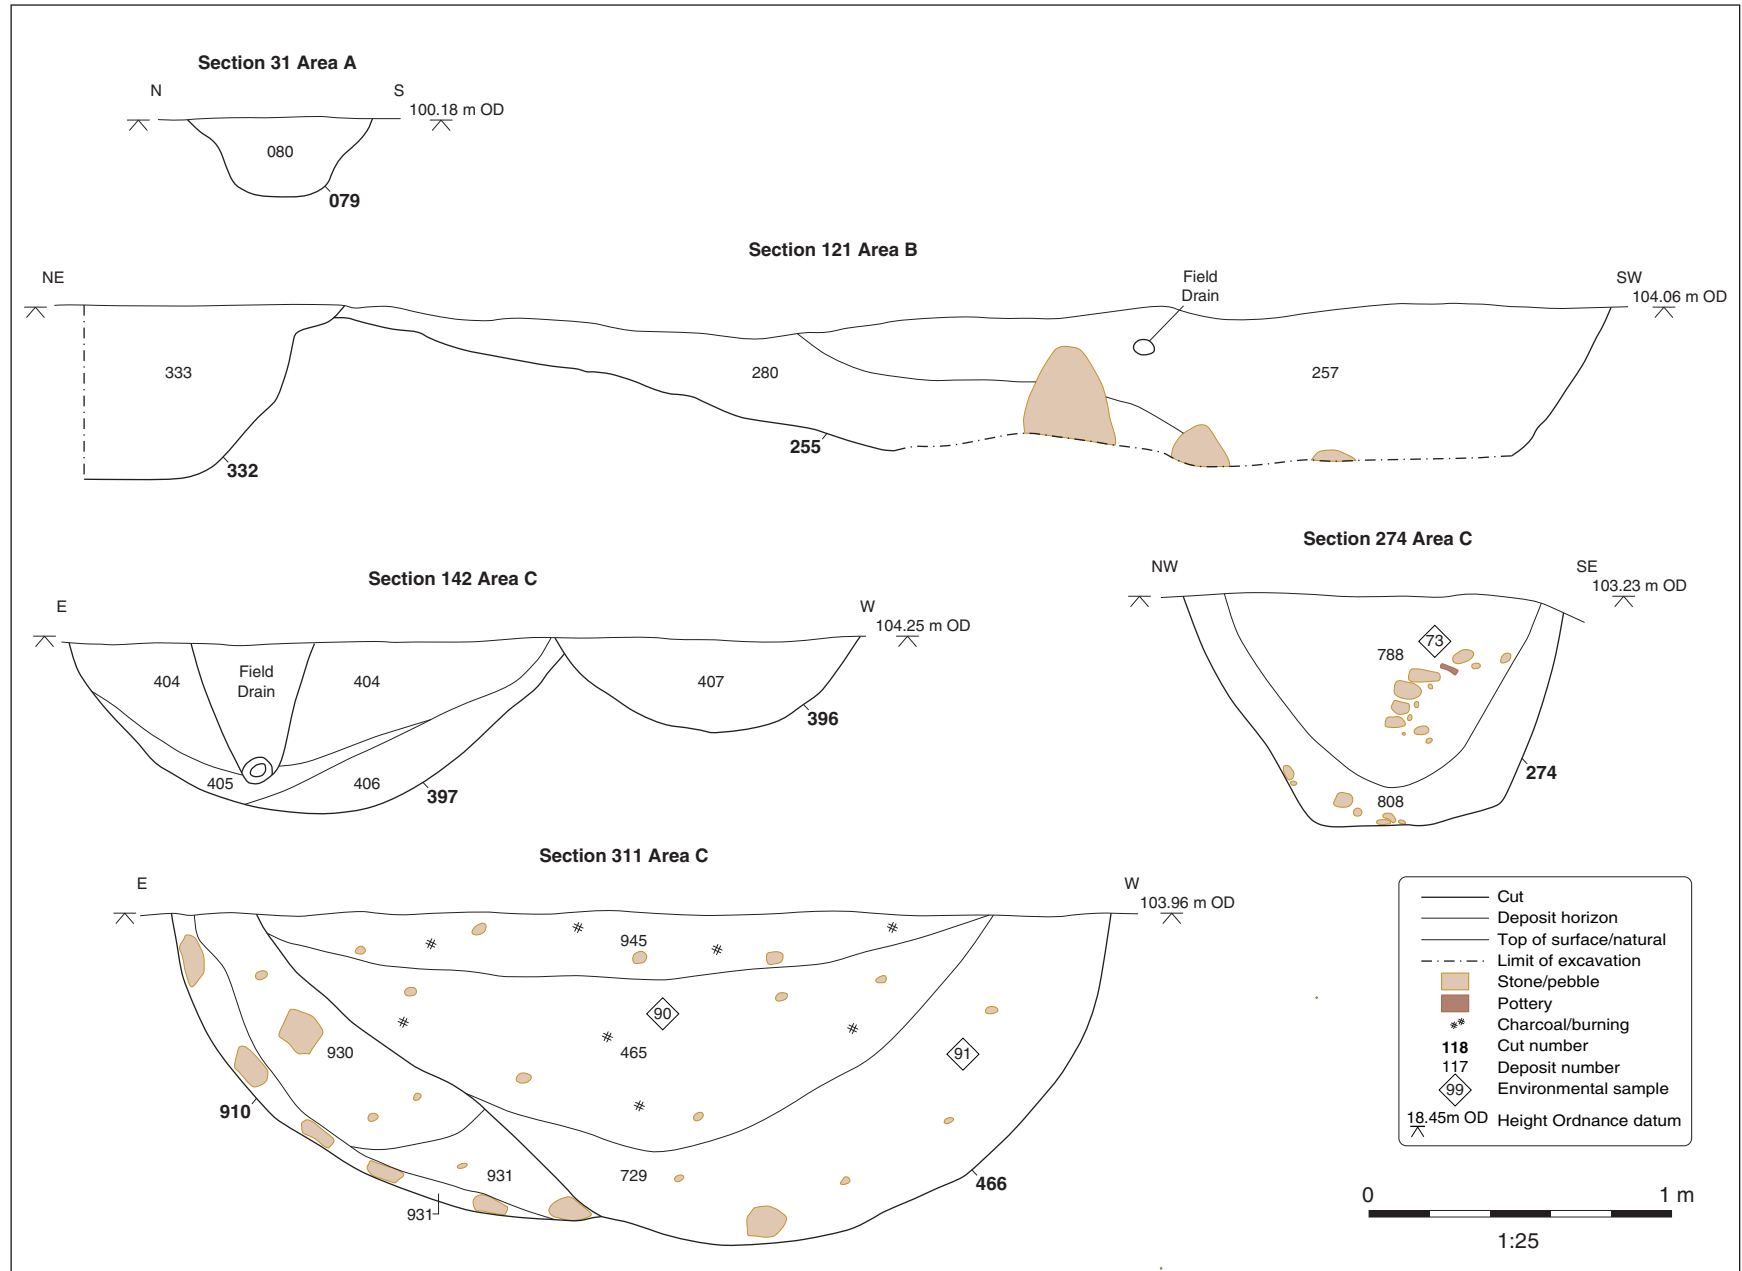 Section 31 Area A
N
S
100.18 m OD
080
079
Section 121 Area B
NE
Field
Drain
SW
104.06 m OD
333
280
257
332
255
Section 142 Area C
E
W
104.25 m OD
404
Field
Drain
404
407
396
405
406
397
Section 274 Area C
NW
SE
103.23 m OD
73
788
274
808
Section 311 Area C
E
W
103.96 m OD
945
90
465
91
930
910
931
729
466
931
Cut
Deposit horizon
Top of surface/natural
Limit of excavation
Stone/pebble
Pottery
Charcoal/burning
118 Cut number
117 Deposit number
99 Environmental sample
18.45m OD Height Ordnance datum
0 1 m
1:25